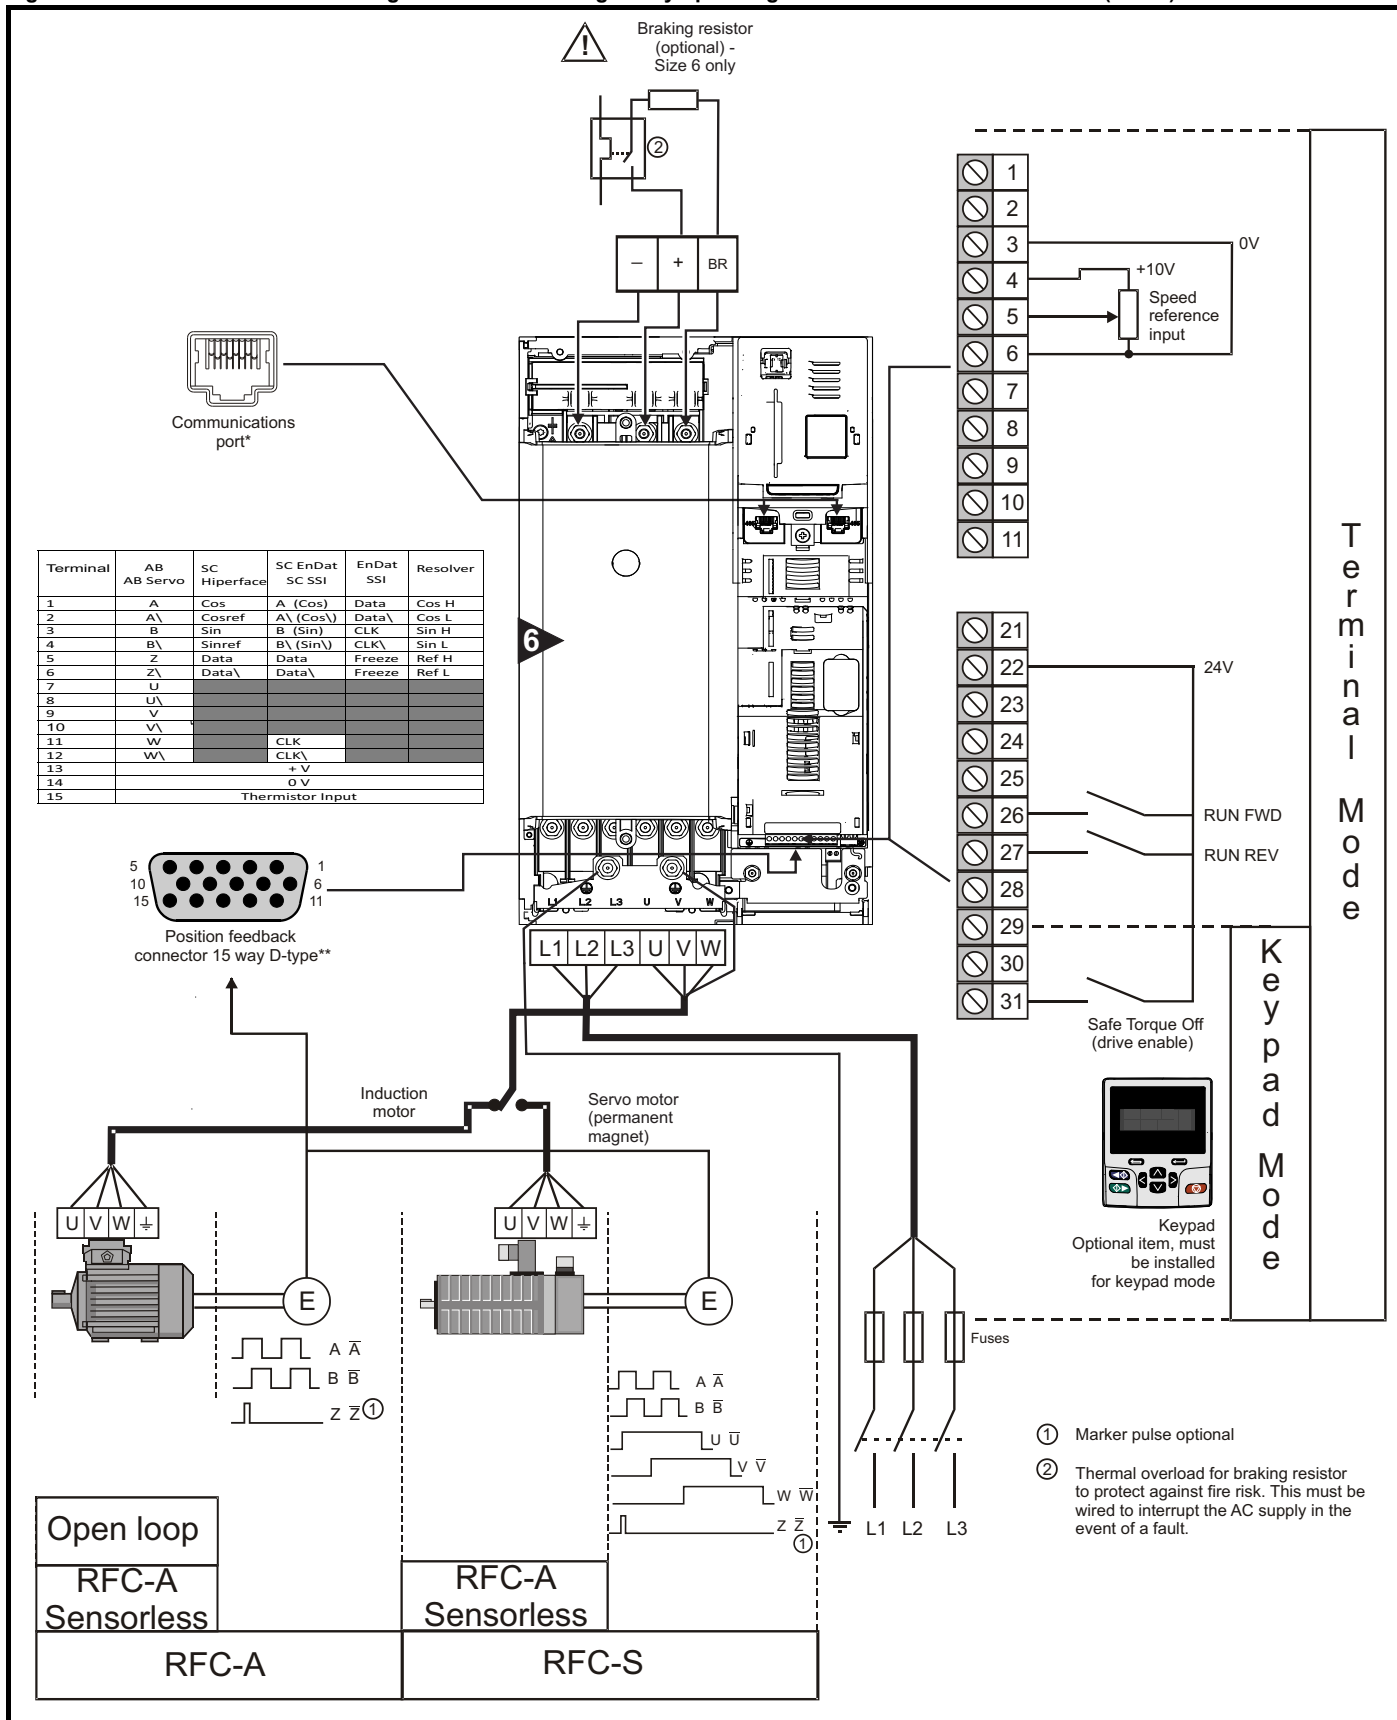 Braking resistor
(optional) -
Size 6 only
2
– + BR
1
2
3
4
5
6
7
8
9
10
11
0V
+10V
Speed
reference
input
Communications
port*
Terminal AB AB Servo SC Hiperface SC EnDat SC SSI EnDat SSI Resolver
1 A Cos A (Cos) Data Cos H
2 A\ Cosref A\ (Cos\) Data\ Cos L
3 B Sin B (Sin) CLK Sin H
4 B\ Sinref B\ (Sin\) CLK\ Sin L
5 Z Data Data Freeze Ref H
6 Z\ Data\ Data\ Freeze Ref L
7 U
8 U\
9 V
10 V\
11 W CLK
12 W\ CLK\
13 + V
14 0 V
15 Thermistor Input
6
21
22
23
24
25
26
27
28
29
30
31
24V
RUN FWD
RUN REV
Safe Torque Off
(drive enable)
Terminal Mode
Keypad Mode
5 1
10 6
15 11
Position feedback
connector 15 way D-type**
L1 L2 L3 U V W
L1 L2 L3 U V W
Induction
motor
Servo motor
(permanent
magnet)
Keypad
Optional item, must
be installed
for keypad mode
U V W
U V W
E
E
A A̅
B B̅
Z Z̅ 1
A A̅
B B̅
U U̅
V V̅
W W̅
Z Z̅
1
Fuses
L1 L2 L3
1 Marker pulse optional
2 Thermal overload for braking resistor
to protect against fire risk. This must be
wired to interrupt the AC supply in the
event of a fault.
Open loop
RFC-A
Sensorless
RFC-A
Sensorless
RFC-A
RFC-S